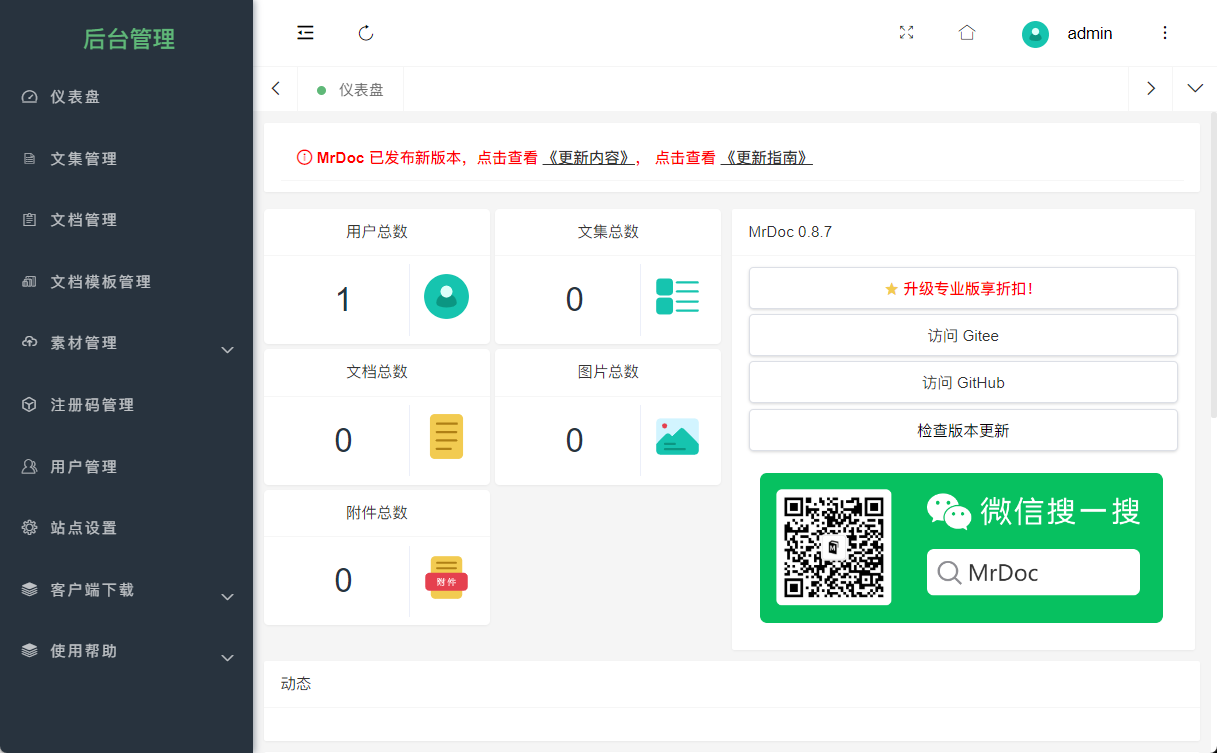 后台管理
仪表盘
文集管理
文档管理
文档模板管理
素材管理
注册码管理
用户管理
站点设置
客户端下载
使用帮助
admin
仪表盘
MrDoc 已发布新版本，点击查看 《更新内容》， 点击查看 《更新指南》
用户总数
1
文集总数
0
文档总数
0
图片总数
0
附件总数
0
附件
MrDoc 0.8.7
升级专业版享折扣！
访问 Gitee
访问 GitHub
检查版本更新
M
微信搜一搜
MrDoc
动态